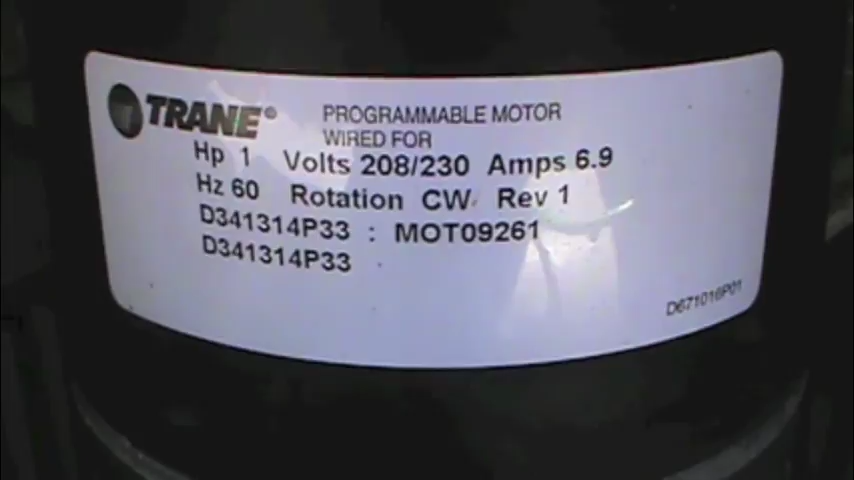 TRANE®
PROGRAMMABLE MOTOR
WIRED FOR
Hp 1 Volts 208/230 Amps 6.9
Hz 60 Rotation CW Rev 1
D341314P33 : MOT09261
D341314P33
D671016P01